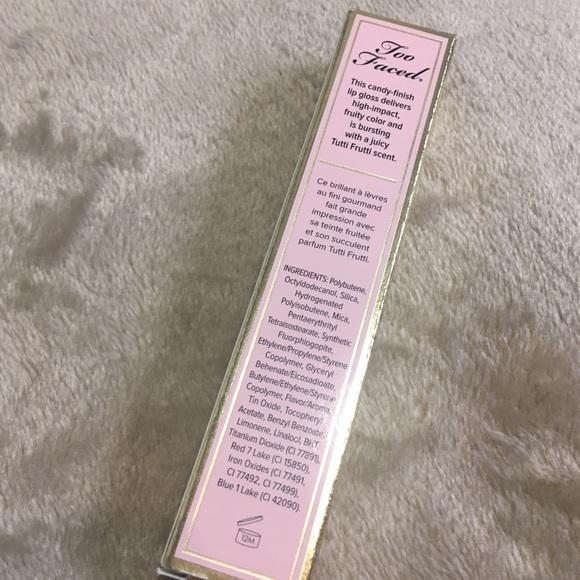 Too
Faced®
This candy-finish
lip gloss delivers
high-impact,
fruity color and
is bursting
with a juicy
Tutti Frutti scent.
Ce brillant à lèvres
au fini gourmand
fait grande
impression avec
sa teinte fruitée
et son succulent
parfum Tutti Frutti.
INGREDIENTS: Polybutene,
Octyldodecanol, Silica,
Hydrogenated
Polyisobutene, Mica,
Pentaerythrityl
Tetraisostearate, Synthetic
Fluorphlogopite,
Ethylene/Propylene/Styrene
Copolymer, Glyceryl
Behenate/Eicosadioate,
Butylene/Ethylene/Styrene
Copolymer, Flavor/Aroma,
Tin Oxide, Tocopheryl
Acetate, Benzyl Benzoate,
Limonene, Linalool, BHT,
Titanium Dioxide (CI 77891),
Red 7 Lake (CI 15850),
Iron Oxides (CI 77491,
CI 77492, CI 77499),
Blue 1 Lake (CI 42090).
12M